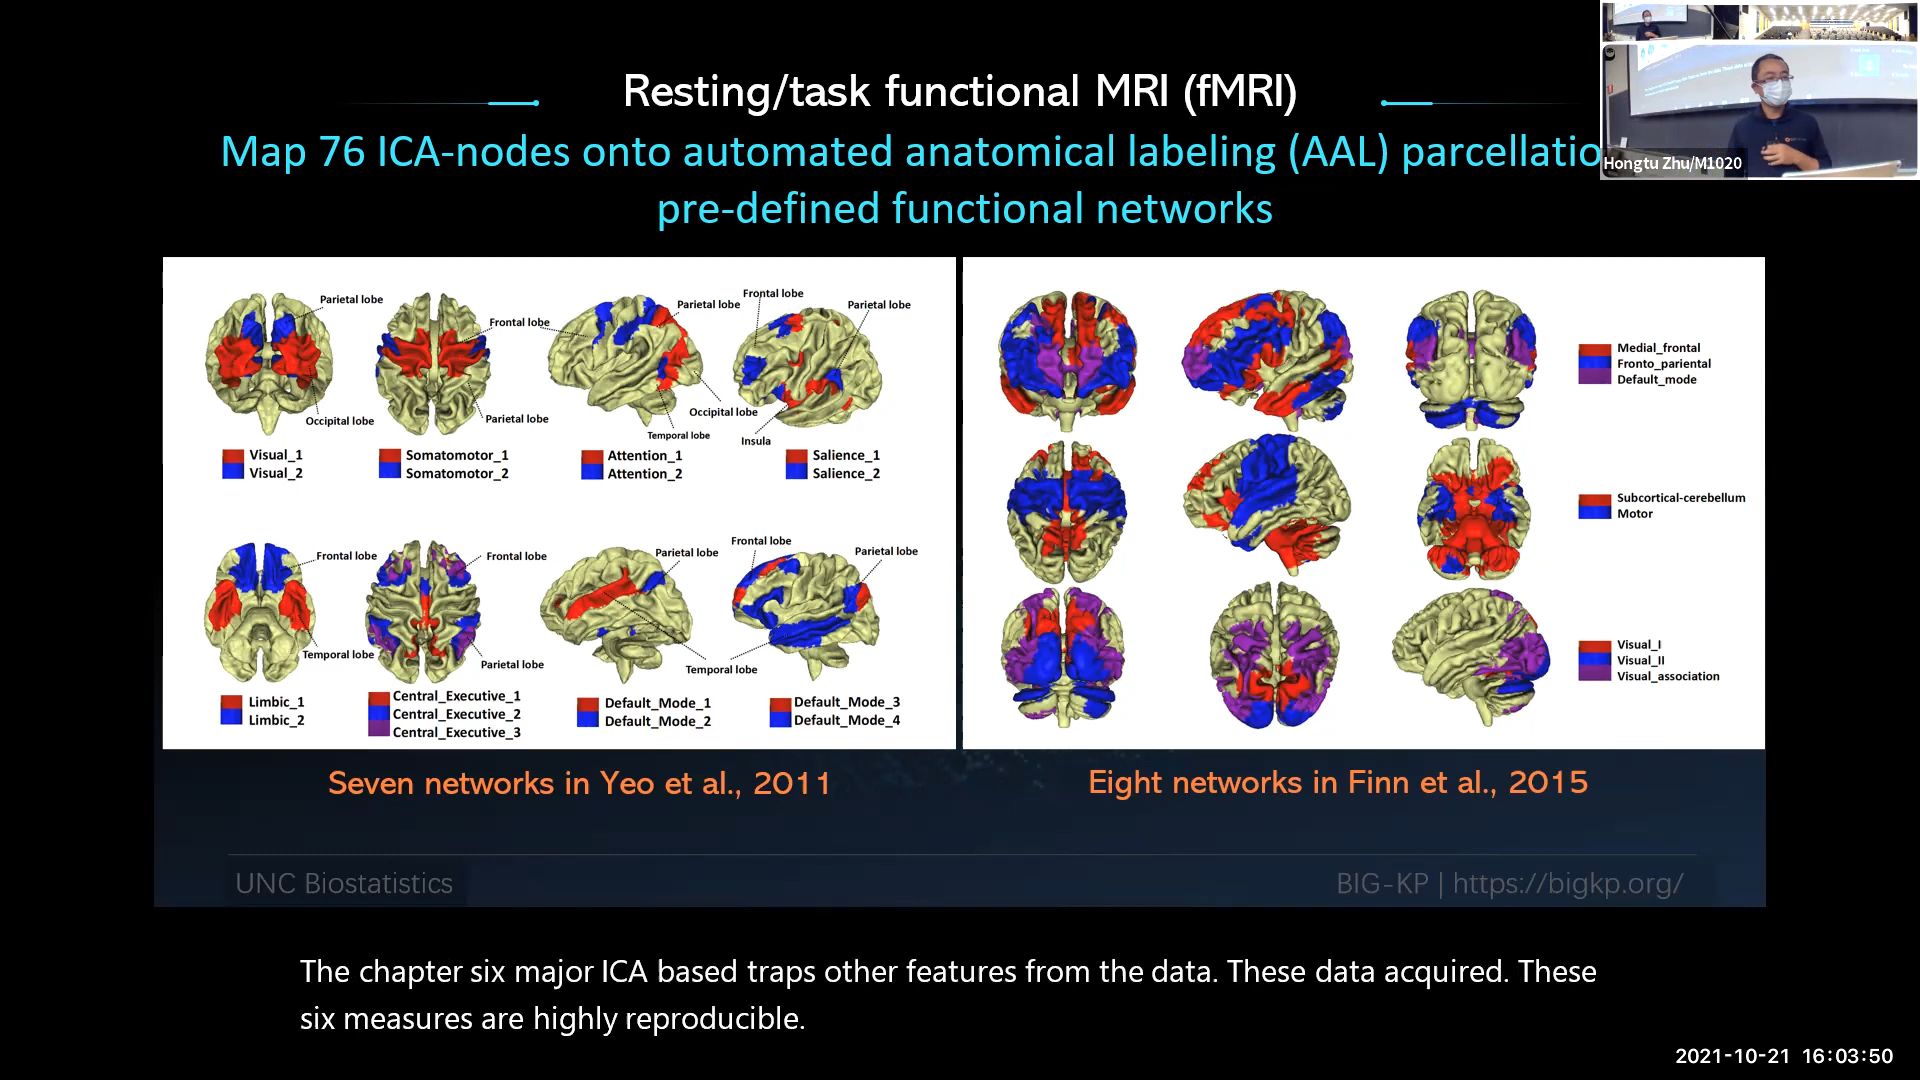 Resting/task functional MRI (fMRI)
Map 76 ICA-nodes onto automated anatomical labeling (AAL)
pre-defined functional networks
Hongtu Zhu/M1020
Parietal lobe
Occipital lobe
Visual_1
Visual_2
Frontal lobe
Parietal lobe
Somatomotor_1
Somatomotor_2
Parietal lobe
Occipital lobe
Temporal lobe
Attention_1
Attention_2
Frontal lobe
Parietal lobe
Insula
Salience_1
Salience_2
Frontal lobe
Temporal lobe
Limbic_1
Limbic_2
Frontal lobe
Parietal lobe
Central_Executive_1
Central_Executive_2
Central_Executive_3
Parietal lobe
Temporal lobe
Default_Mode_1
Default_Mode_2
Frontal lobe
Parietal lobe
Default_Mode_3
Default_Mode_4
Medial_frontal
Fronto_pariental
Default_mode
Subcortical-cerebellum
Motor
Visual_I
Visual_II
Visual_association
Seven networks in Yeo et al., 2011
Eight networks in Finn et al., 2015
UNC Biostatistics
BIG-KP | https://bigkp.org/
The chapter six major ICA based traps other features from the data. These data acquired. These
six measures are highly reproducible.
2021-10-21 16:03:50